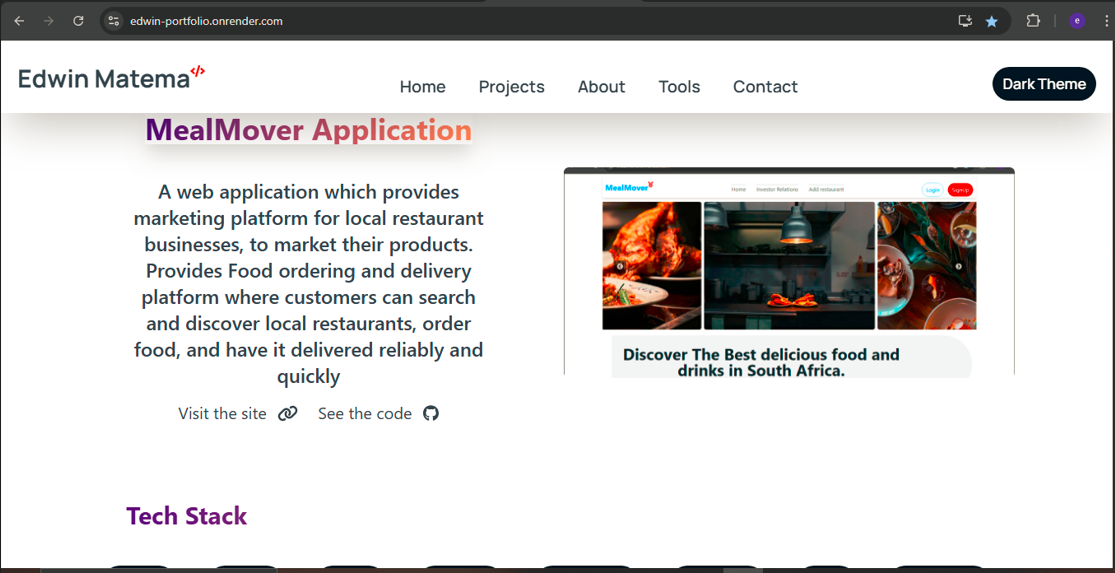 edwin-portfolio.onrender.com
e
Edwin Matema</>
Home Projects About Tools Contact
Dark Theme
MealMover Application
A web application which provides
marketing platform for local restaurant
businesses, to market their products.
Provides Food ordering and delivery
platform where customers can search
and discover local restaurants, order
food, and have it delivered reliably and
quickly
Visit the site See the code
MealMover
Home Investor Relations Add restaurant
Login Sign Up
Discover The Best delicious food and
drinks in South Africa.
Tech Stack